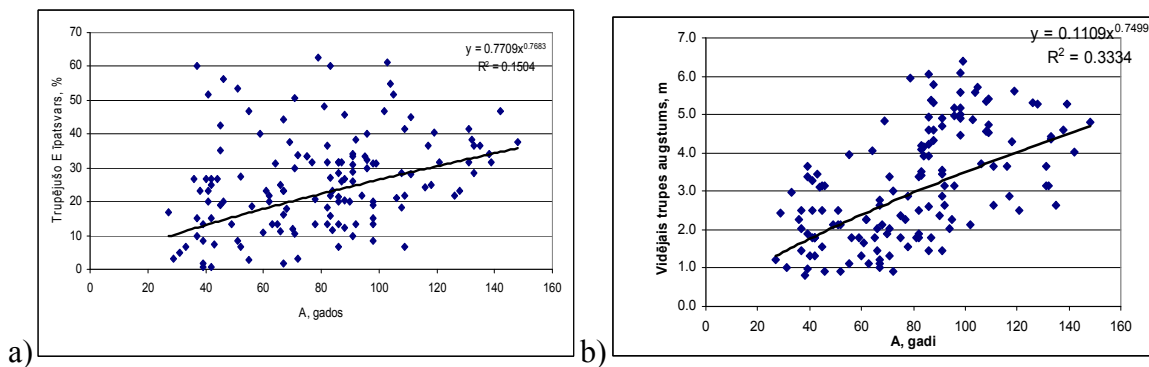 70
60
50
40
30
20
10
0
0 20 40 60 80 100 120 140 160
Trupējušo E īpatsvars, %
A, gados
y = 0.7709x^0.7683
R² = 0.1504
a)
7.0
6.0
5.0
4.0
3.0
2.0
1.0
0.0
0 20 40 60 80 100 120 140 160
Vidējais trupes augstums, m
A, gadi
y = 0.1109x^0.7499
R² = 0.3334
b)